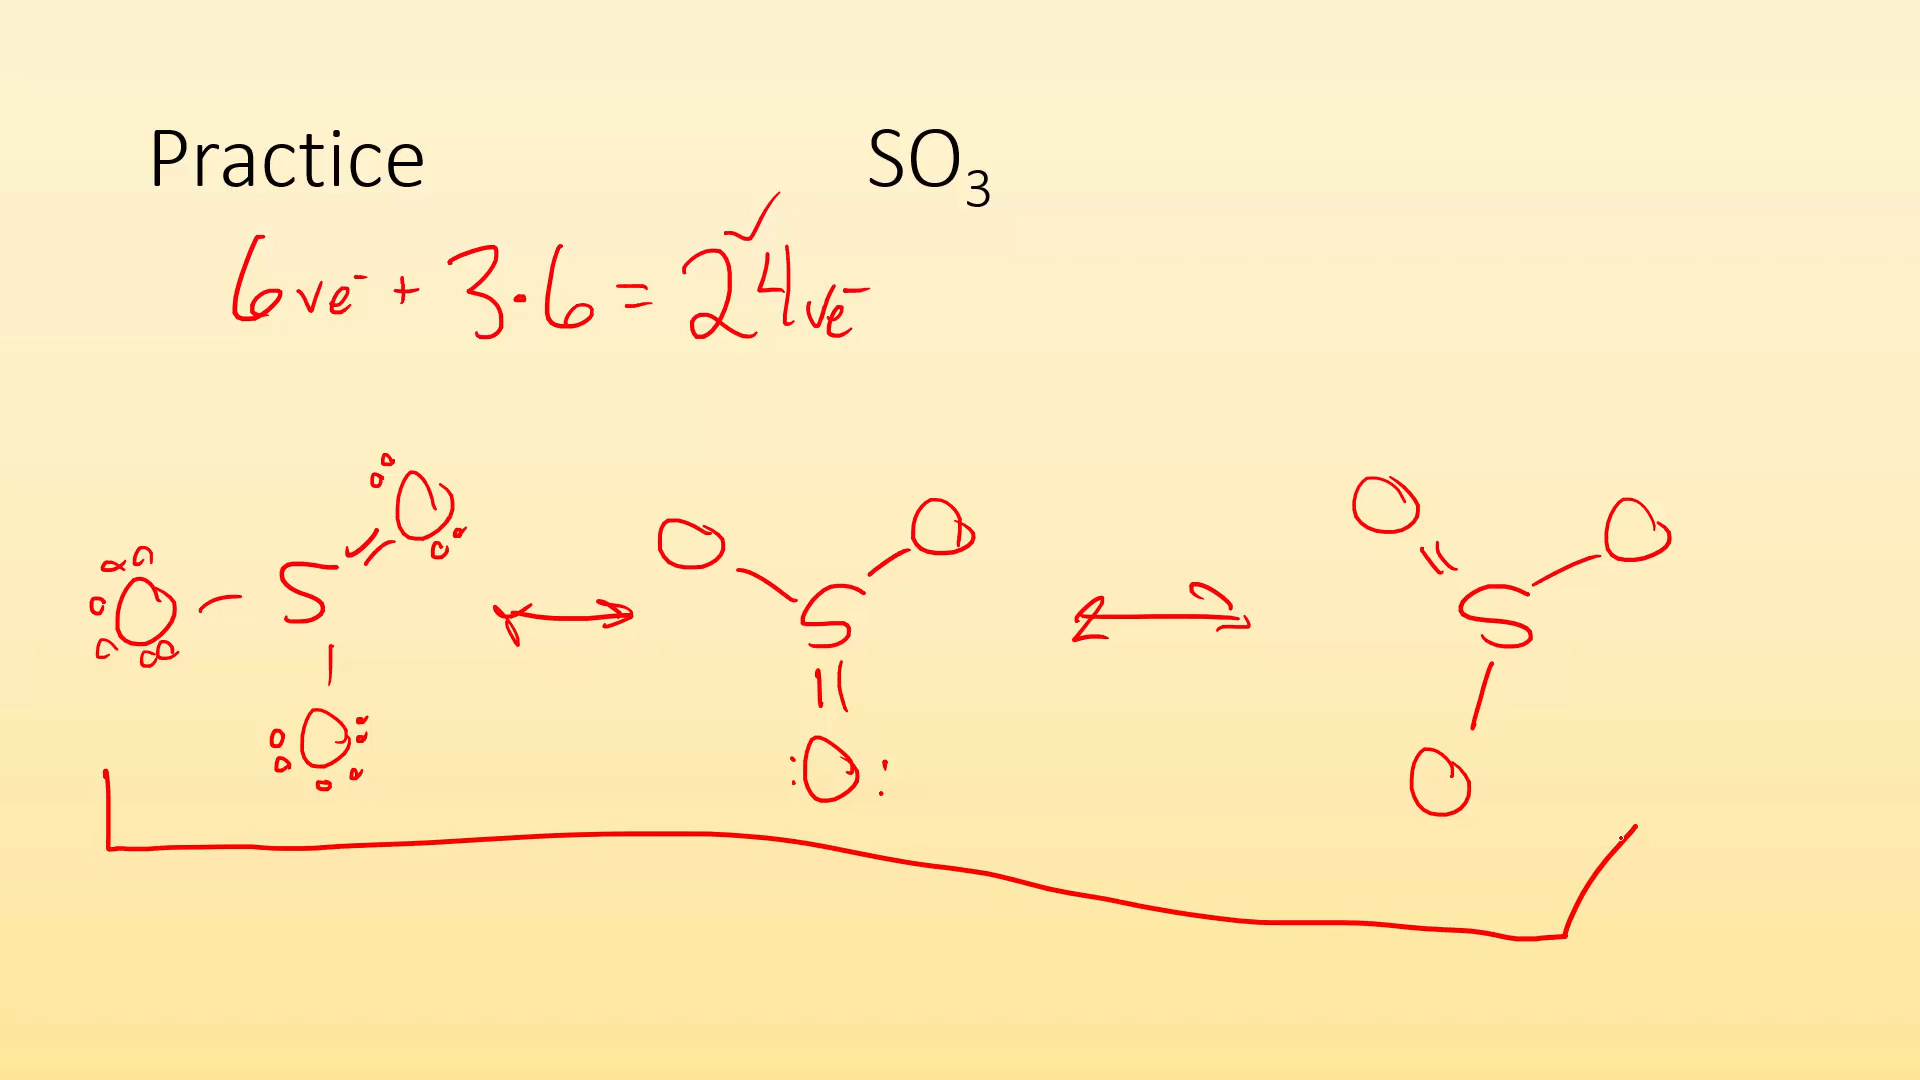 Practice SO₃
6ve⁻ + 3·6 = 24ve⁻
O O O O O
S S S
O O O O